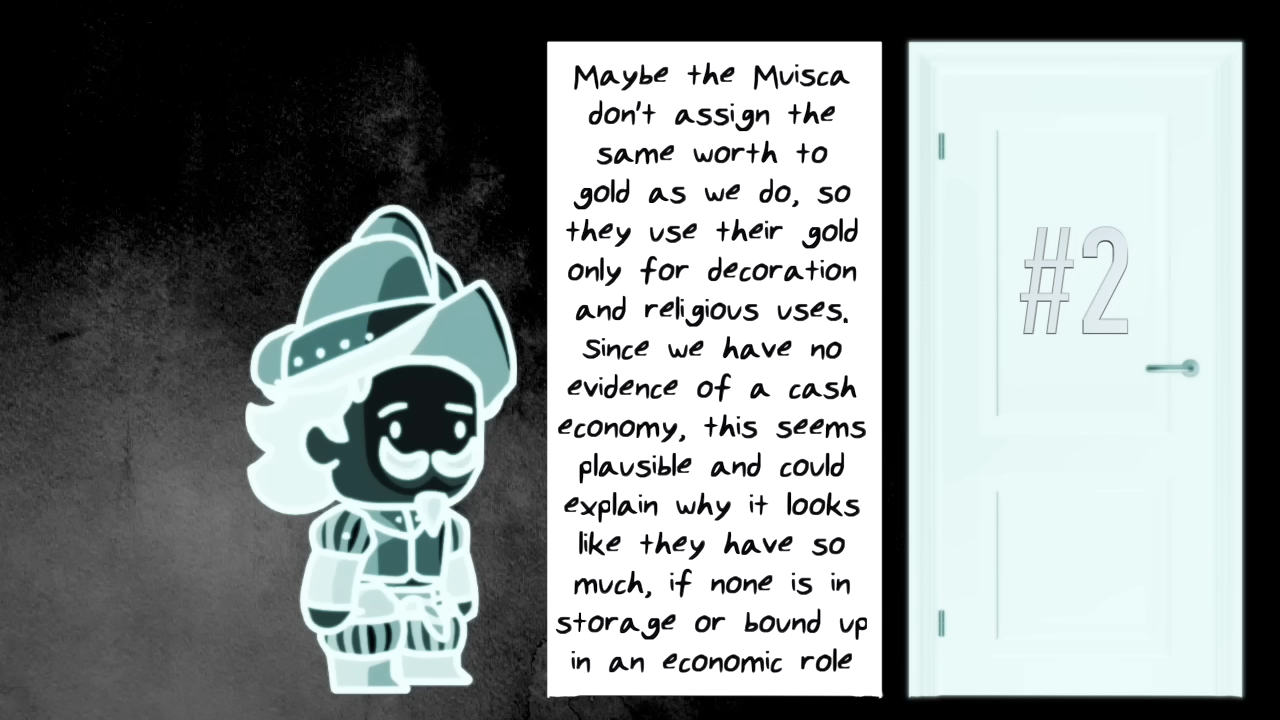 Maybe the Muisca
don't assign the
same worth to
gold as we do, so
they use their gold
only for decoration
and religious uses.
Since we have no
evidence of a cash
economy, this seems
plausible and could
explain why it looks
like they have so
much, if none is in
storage or bound up
in an economic role
#2